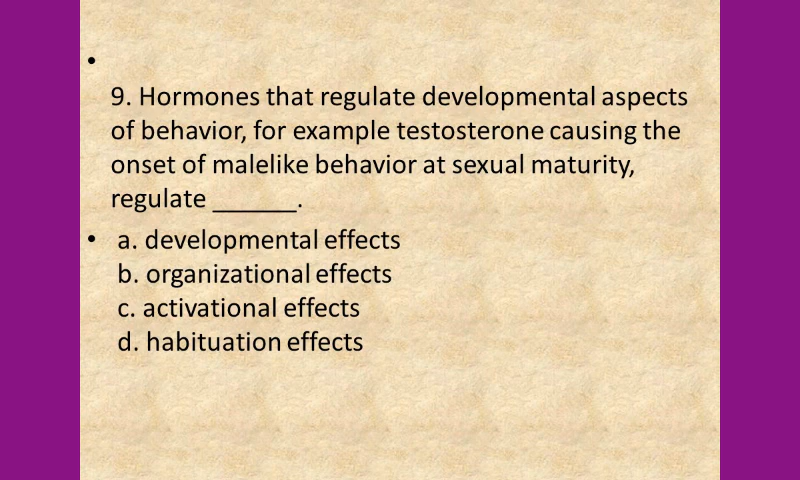 •
9. Hormones that regulate developmental aspects
of behavior, for example testosterone causing the
onset of malelike behavior at sexual maturity,
regulate ______.
• a. developmental effects
b. organizational effects
c. activational effects
d. habituation effects